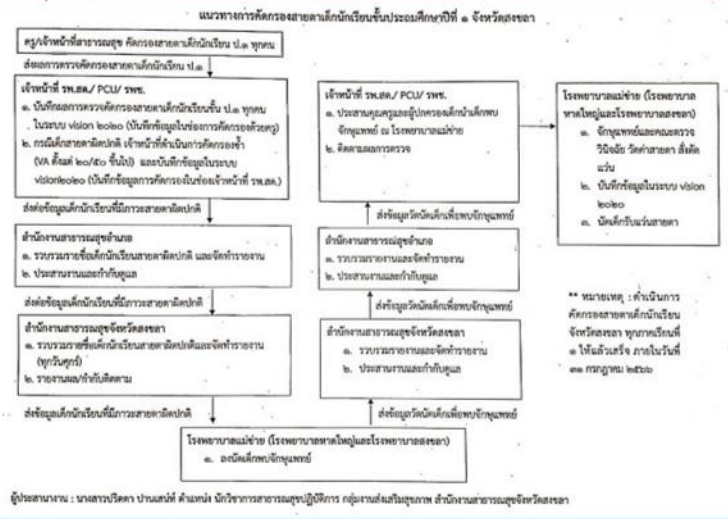 แนวทางการคัดกรองสายตาเด็กนักเรียนชั้นประถมศึกษาปีที่ ๑ จังหวัดสงขลา
ครู/เจ้าหน้าที่สาธารณสุข คัดกรองสายตาเด็กนักเรียน ป.๑ ทุกคน
ส่งผลการตรวจคัดกรองสายตาเด็กนักเรียน ป.๑
เจ้าหน้าที่ รพ.สต./ PCU/ รพช.
๑. บันทึกผลการตรวจคัดกรองสายตาเด็กนักเรียนชั้น ป.๑ ทุกคน
ในระบบ vision ๒๐๒๐ (บันทึกข้อมูลในช่องการคัดกรองด้วยครู)
๒. กรณีเด็กสายตาผิดปกติ เจ้าหน้าที่ดำเนินการคัดกรองซ้ำ
(VA ตั้งแต่ ๒๐/๕๐ ขึ้นไป) และบันทึกข้อมูลในระบบ
vision๒๐๒๐ (บันทึกข้อมูลการคัดกรองในช่องเจ้าหน้าที่ รพ.สต.)
ส่งต่อข้อมูลเด็กนักเรียนที่มีภาวะสายตาผิดปกติ
สำนักงานสาธารณสุขอำเภอ
๑. รวบรวมรายชื่อเด็กนักเรียนสายตาผิดปกติ และจัดทำรายงาน
๒. ประสานงานและกำกับดูแล
ส่งต่อข้อมูลเด็กนักเรียนที่มีภาวะสายตาผิดปกติ
สำนักงานสาธารณสุขจังหวัดสงขลา
๑. รวบรวมรายชื่อเด็กนักเรียนสายตาผิดปกติและจัดทำรายงาน
(ทุกวันศุกร์)
๒. รายงานผล/กำกับติดตาม
ส่งข้อมูลเด็กนักเรียนที่มีภาวะสายตาผิดปกติ
โรงพยาบาลแม่ข่าย (โรงพยาบาลหาดใหญ่และโรงพยาบาลสงขลา)
๑. ลงนัดเด็กพบจักษุแพทย์
ส่งข้อมูลวันนัดเด็กเพื่อพบจักษุแพทย์
สำนักงานสาธารณสุขจังหวัดสงขลา
๑. รวบรวมรายงานและจัดทำรายงาน
๒. ประสานงานและกำกับดูแล
ส่งข้อมูลวันนัดเด็กเพื่อพบจักษุแพทย์
สำนักงานสาธารณสุขอำเภอ
๑. รวบรวมรายงานและจัดทำรายงาน
๒. ประสานงานและกำกับดูแล
ส่งข้อมูลวันนัดเด็กเพื่อพบจักษุแพทย์
เจ้าหน้าที่ รพ.สต./ PCU/ รพช.
๑. ประสานคุณครูและผู้ปกครองเด็กนำเด็กพบ
จักษุแพทย์ ณ โรงพยาบาลแม่ข่าย
๒. ติดตามผลการตรวจ
โรงพยาบาลแม่ข่าย (โรงพยาบาล
หาดใหญ่และโรงพยาบาลสงขลา)
๑. จักษุแพทย์และคณะตรวจ
วินิจฉัย วัดค่าสายตา สั่งตัด
แว่น
๒. บันทึกข้อมูลในระบบ vision
๒๐๒๐
๓. นัดเด็กรับแว่นสายตา
** หมายเหตุ : ดำเนินการ
คัดกรองสายตาเด็กนักเรียน
จังหวัดสงขลา ทุกภาคเรียนที่
๑ ให้แล้วเสร็จ ภายในวันที่
๓๑ กรกฎาคม ๒๕๖๖
ผู้ประสานงาน : นางสาวปริตตา ปานเสน่ห์ ตำแหน่ง นักวิชาการสาธารณสุขปฏิบัติการ กลุ่มงานส่งเสริมสุขภาพ สำนักงานสาธารณสุขจังหวัดสงขลา